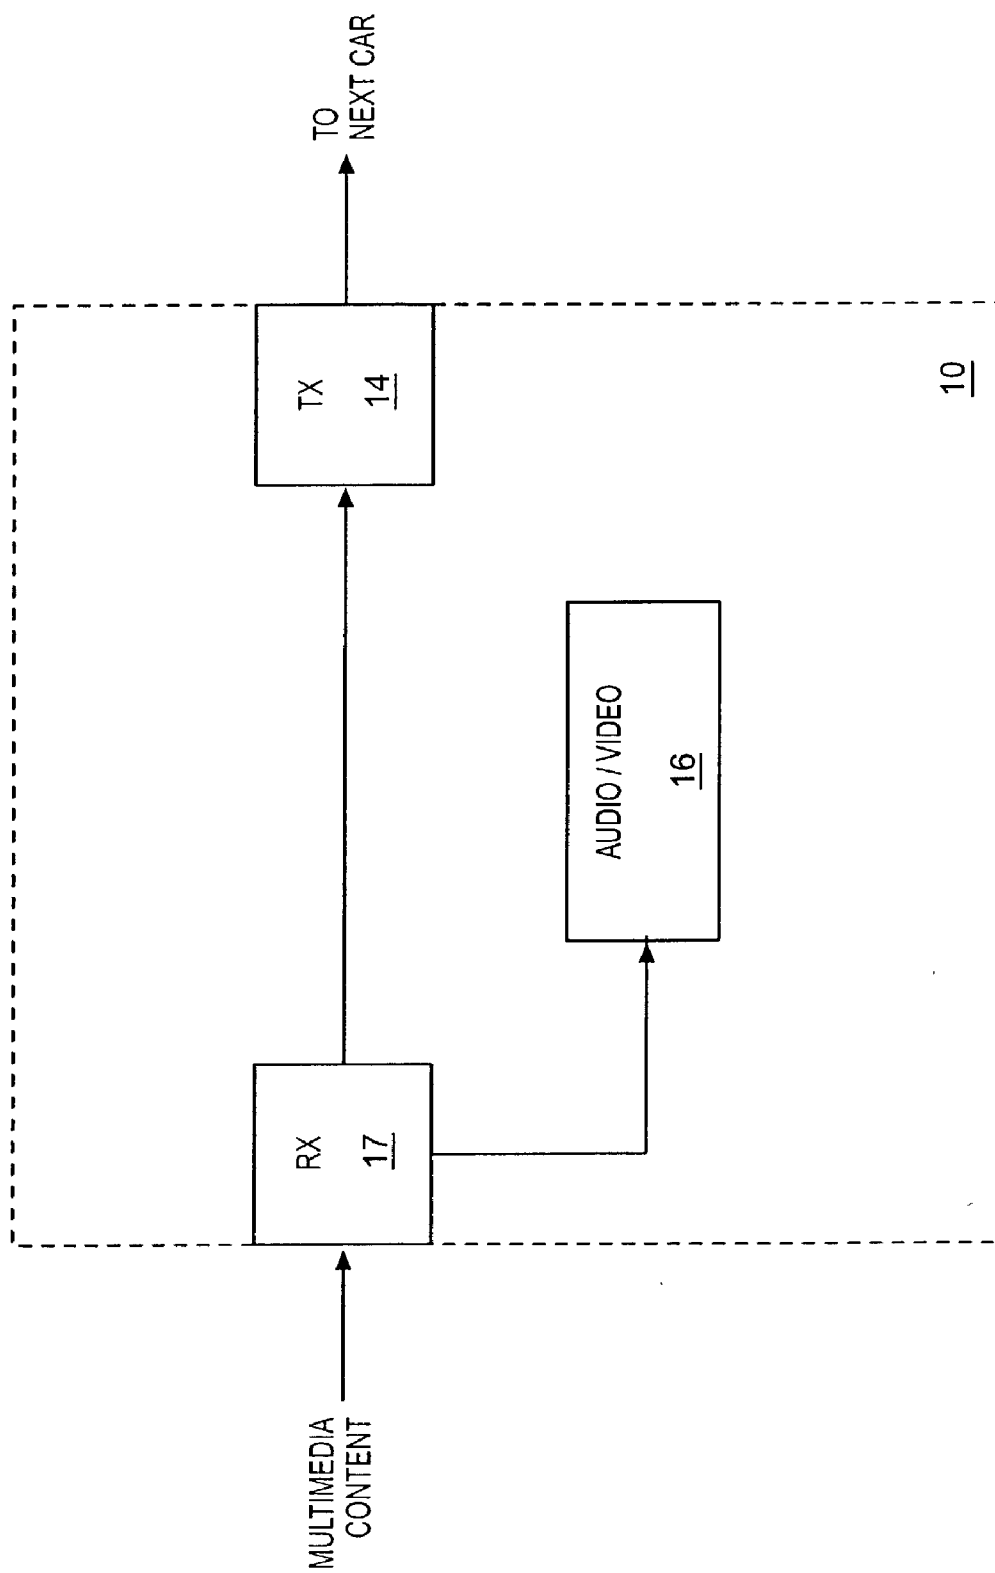 MULTIMEDIA
CONTENT
RX
17
AUDIO / VIDEO
16
TX
14
TO
NEXT CAR
10